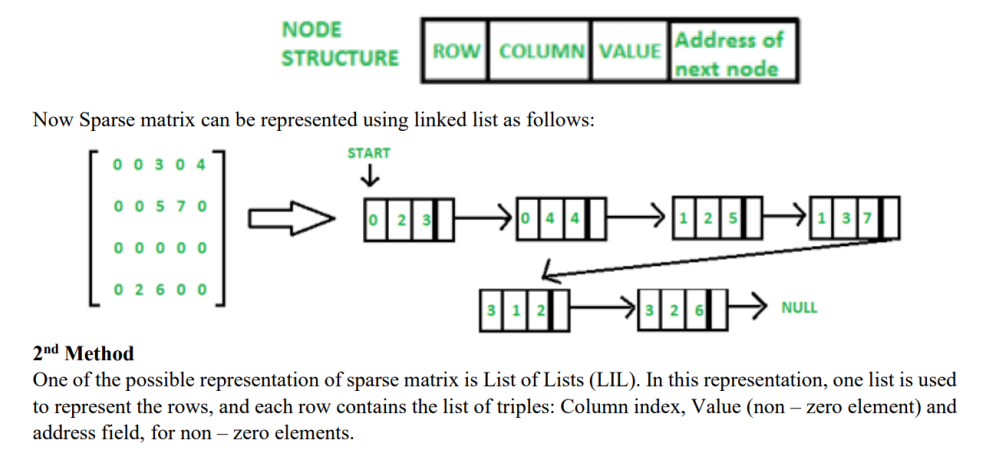 NODE STRUCTURE
ROW COLUMN VALUE Address of next node
Now Sparse matrix can be represented using linked list as follows:
START
0 0 3 0 4
0 0 5 7 0
0 0 0 0 0
0 2 6 0 0
0 2 3
0 4 4
1 2 5
1 3 7
3 1 2
3 2 6
NULL
2nd Method
One of the possible representation of sparse matrix is List of Lists (LIL). In this representation, one list is used
to represent the rows, and each row contains the list of triples: Column index, Value (non – zero element) and
address field, for non – zero elements.